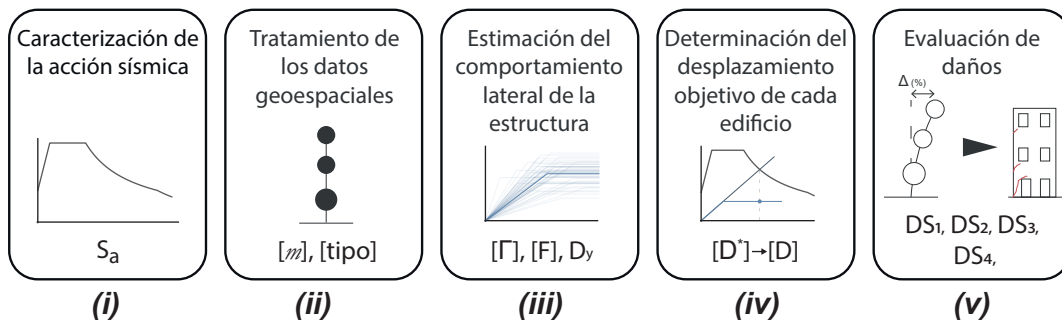 Caracterización de
la acción sísmica
Sa
(i)
Tratamiento de
los datos
geoespaciales
[m], [tipo]
(ii)
Estimación del
comportamiento
lateral de la
estructura
[Γ], [F], Dy
(iii)
Determinación del
desplazamiento
objetivo de cada
edificio
[D*]→[D]
(iv)
Evaluación de
daños
Δ(%)
DS1, DS2, DS3,
DS4,
(v)